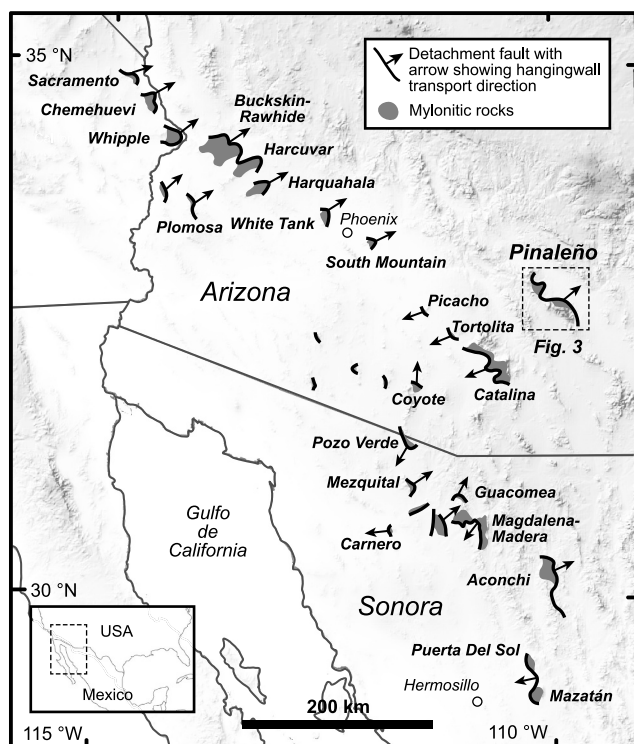 35 °N
Detachment fault with
arrow showing hangingwall
transport direction
Mylonitic rocks
Sacramento
Chemehuevi
Whipple
Buckskin-
Rawhide
Harcuvar
Harquahala
Plomosa
White Tank
Phoenix
South Mountain
Pinaleño
Arizona
Picacho
Tortolita
Fig. 3
Coyote
Catalina
Pozo Verde
Mezquital
Guacomea
Gulfo
de
California
Magdalena-
Madera
Carnero
Aconchi
30 °N
Sonora
USA
Mexico
Puerta Del Sol
Hermosillo
Mazatán
200 km
115 °W
110 °W